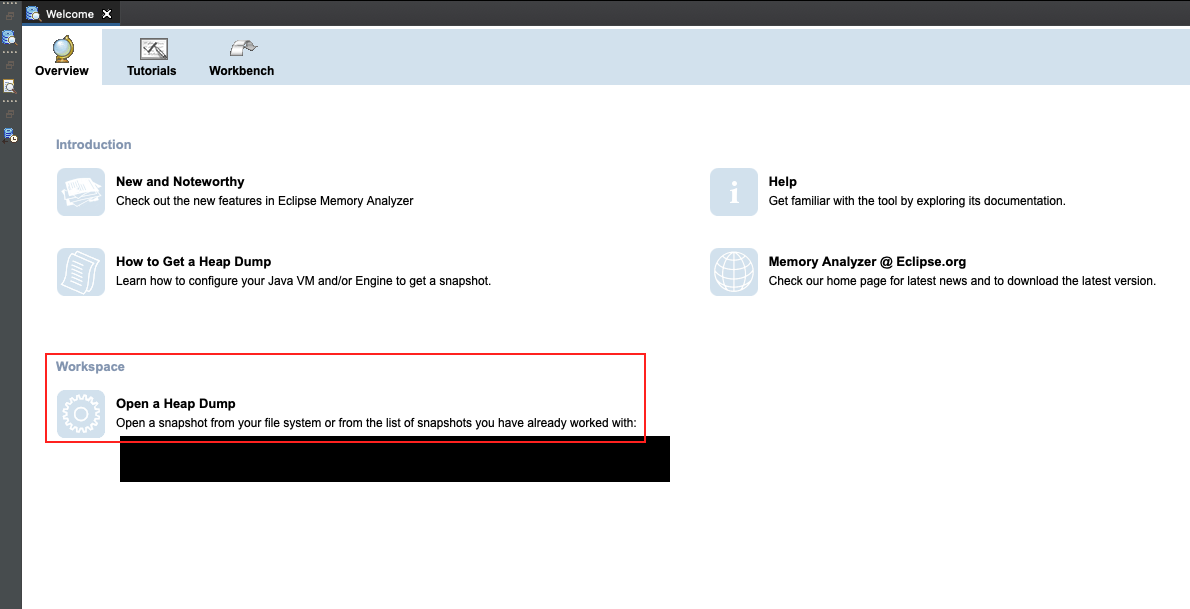 Welcome
Overview
Tutorials
Workbench
Introduction
New and Noteworthy
Check out the new features in Eclipse Memory Analyzer
Help
Get familiar with the tool by exploring its documentation.
How to Get a Heap Dump
Learn how to configure your Java VM and/or Engine to get a snapshot.
Memory Analyzer @ Eclipse.org
Check our home page for latest news and to download the latest version.
Workspace
Open a Heap Dump
Open a snapshot from your file system or from the list of snapshots you have already worked with: